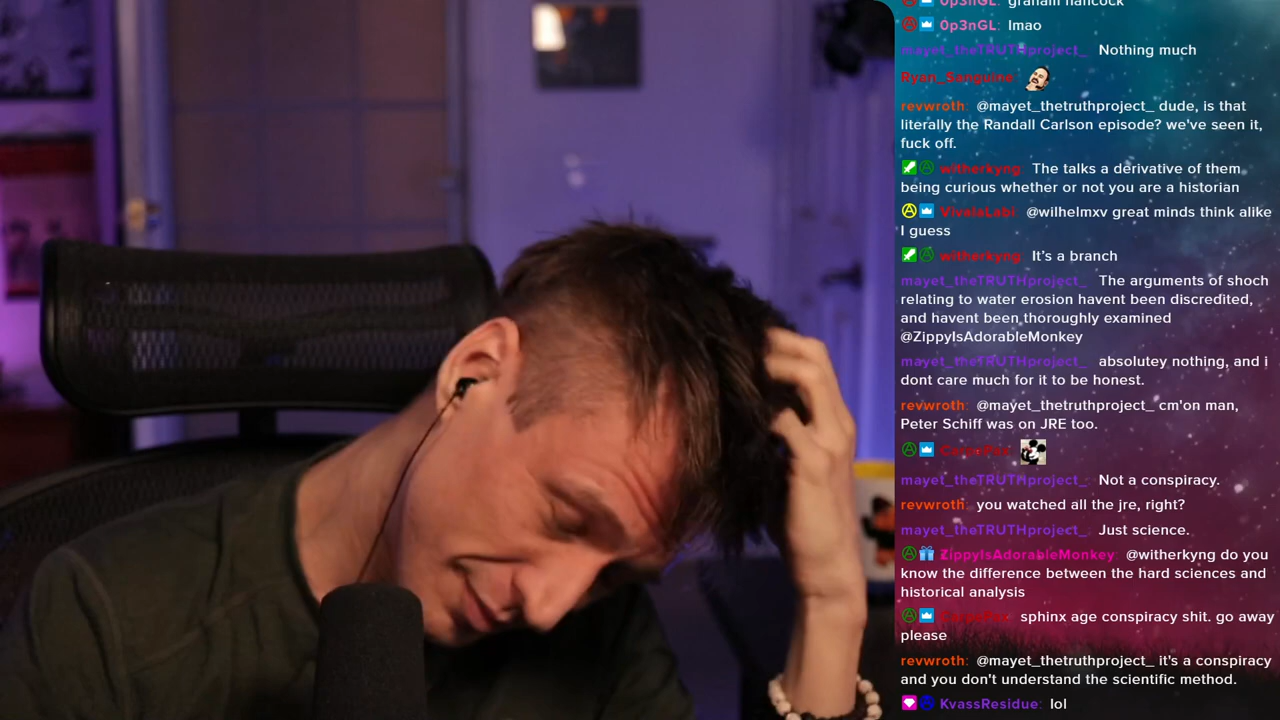 0p3nGL: graham hancock
0p3nGL: lmao
mayet_theTRUTHproject_: Nothing much
Ryan_Sanguine:
revwroth: @mayet_thetruthproject_ dude, is that
literally the Randall Carlson episode? we've seen it,
fuck off.
witherkyng: The talks a derivative of them
being curious whether or not you are a historian
VivalaLabi: @wilhelmxv great minds think alike
I guess
witherkyng: It's a branch
mayet_theTRUTHproject_: The arguments of shoch
relating to water erosion havent been discredited,
and havent been thoroughly examined
@ZippyIsAdorableMonkey
mayet_theTRUTHproject_: absolutey nothing, and i
dont care much for it to be honest.
revwroth: @mayet_thetruthproject_ cm'on man,
Peter Schiff was on JRE too.
mayet_theTRUTHproject_: Not a conspiracy.
revwroth: you watched all the jre, right?
mayet_theTRUTHproject_: Just science.
ZippyIsAdorableMonkey: @witherkyng do you
know the difference between the hard sciences and
historical analysis
sphinx age conspiracy shit. go away
please
revwroth: @mayet_thetruthproject_ it's a conspiracy
and you don't understand the scientific method.
KvassResidue: lol